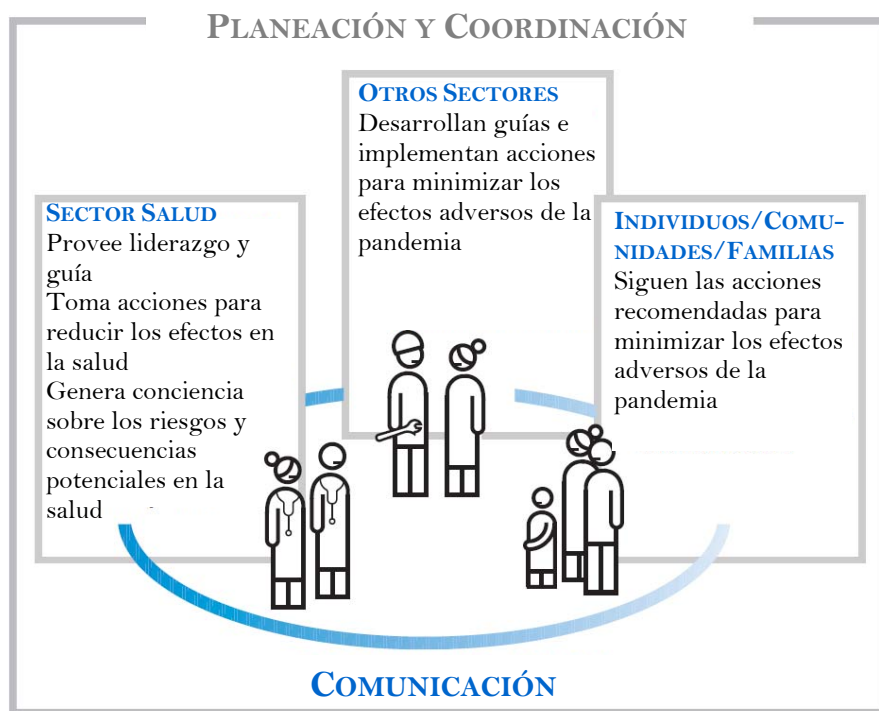 PLANEACIÓN Y COORDINACIÓN
OTROS SECTORES
Desarrollan guías e
implementan acciones
para minimizar los
efectos adversos de la
pandemia
SECTOR SALUD
Provee liderazgo y
guía
Toma acciones para
reducir los efectos en
la salud
Genera conciencia
sobre los riesgos y
consecuencias
potenciales en la
salud
INDIVIDUOS/COMU-
NIDADES/FAMILIAS
Siguen las acciones
recomendadas para
minimizar los efectos
adversos de la
pandemia
COMUNICACIÓN